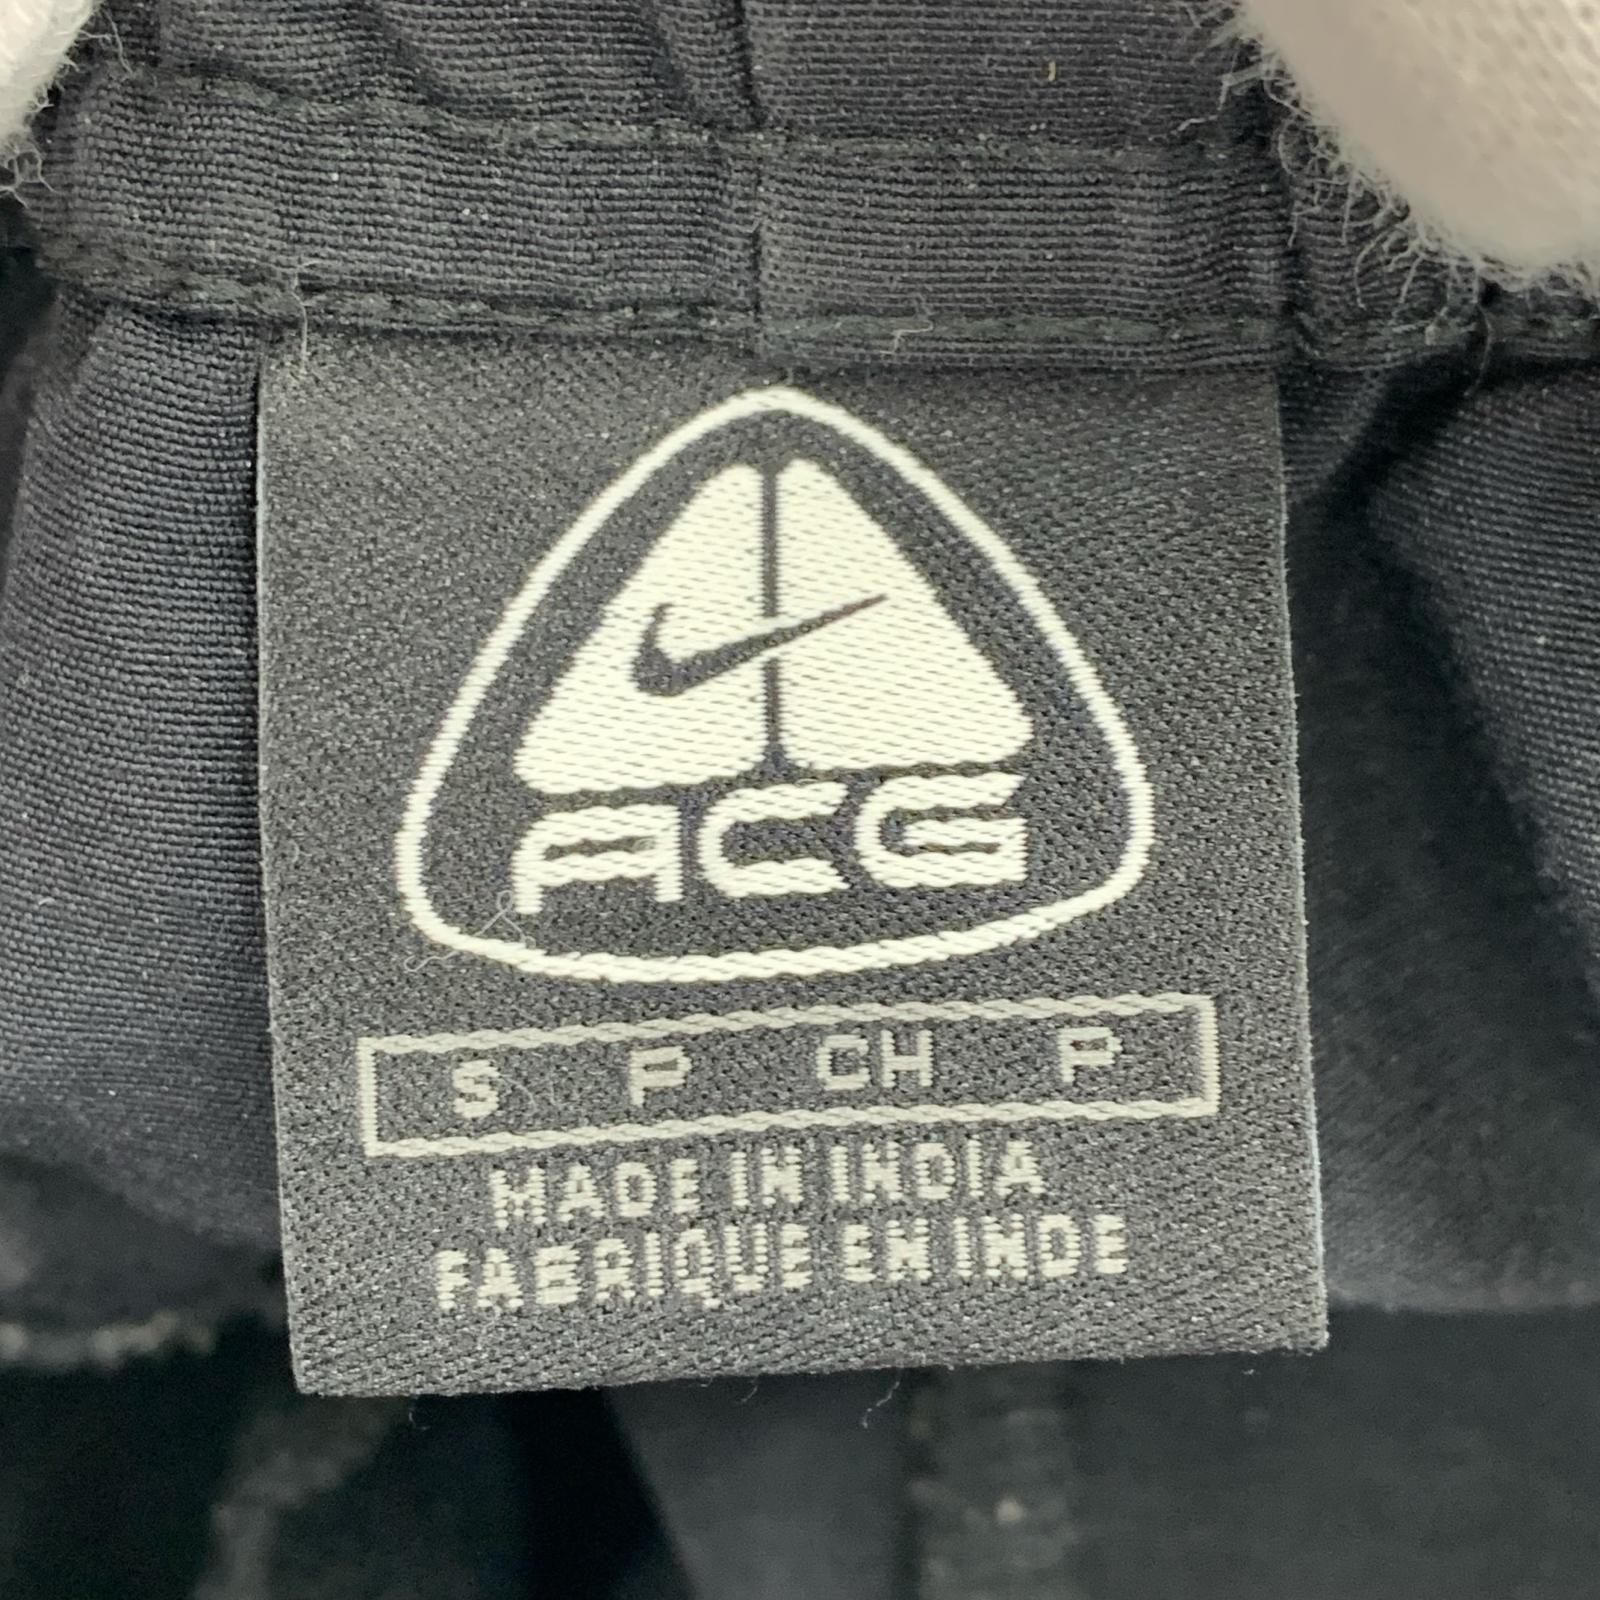 ACG
S P CH P
MADE IN INDIA
FABRIQUE EN INDE